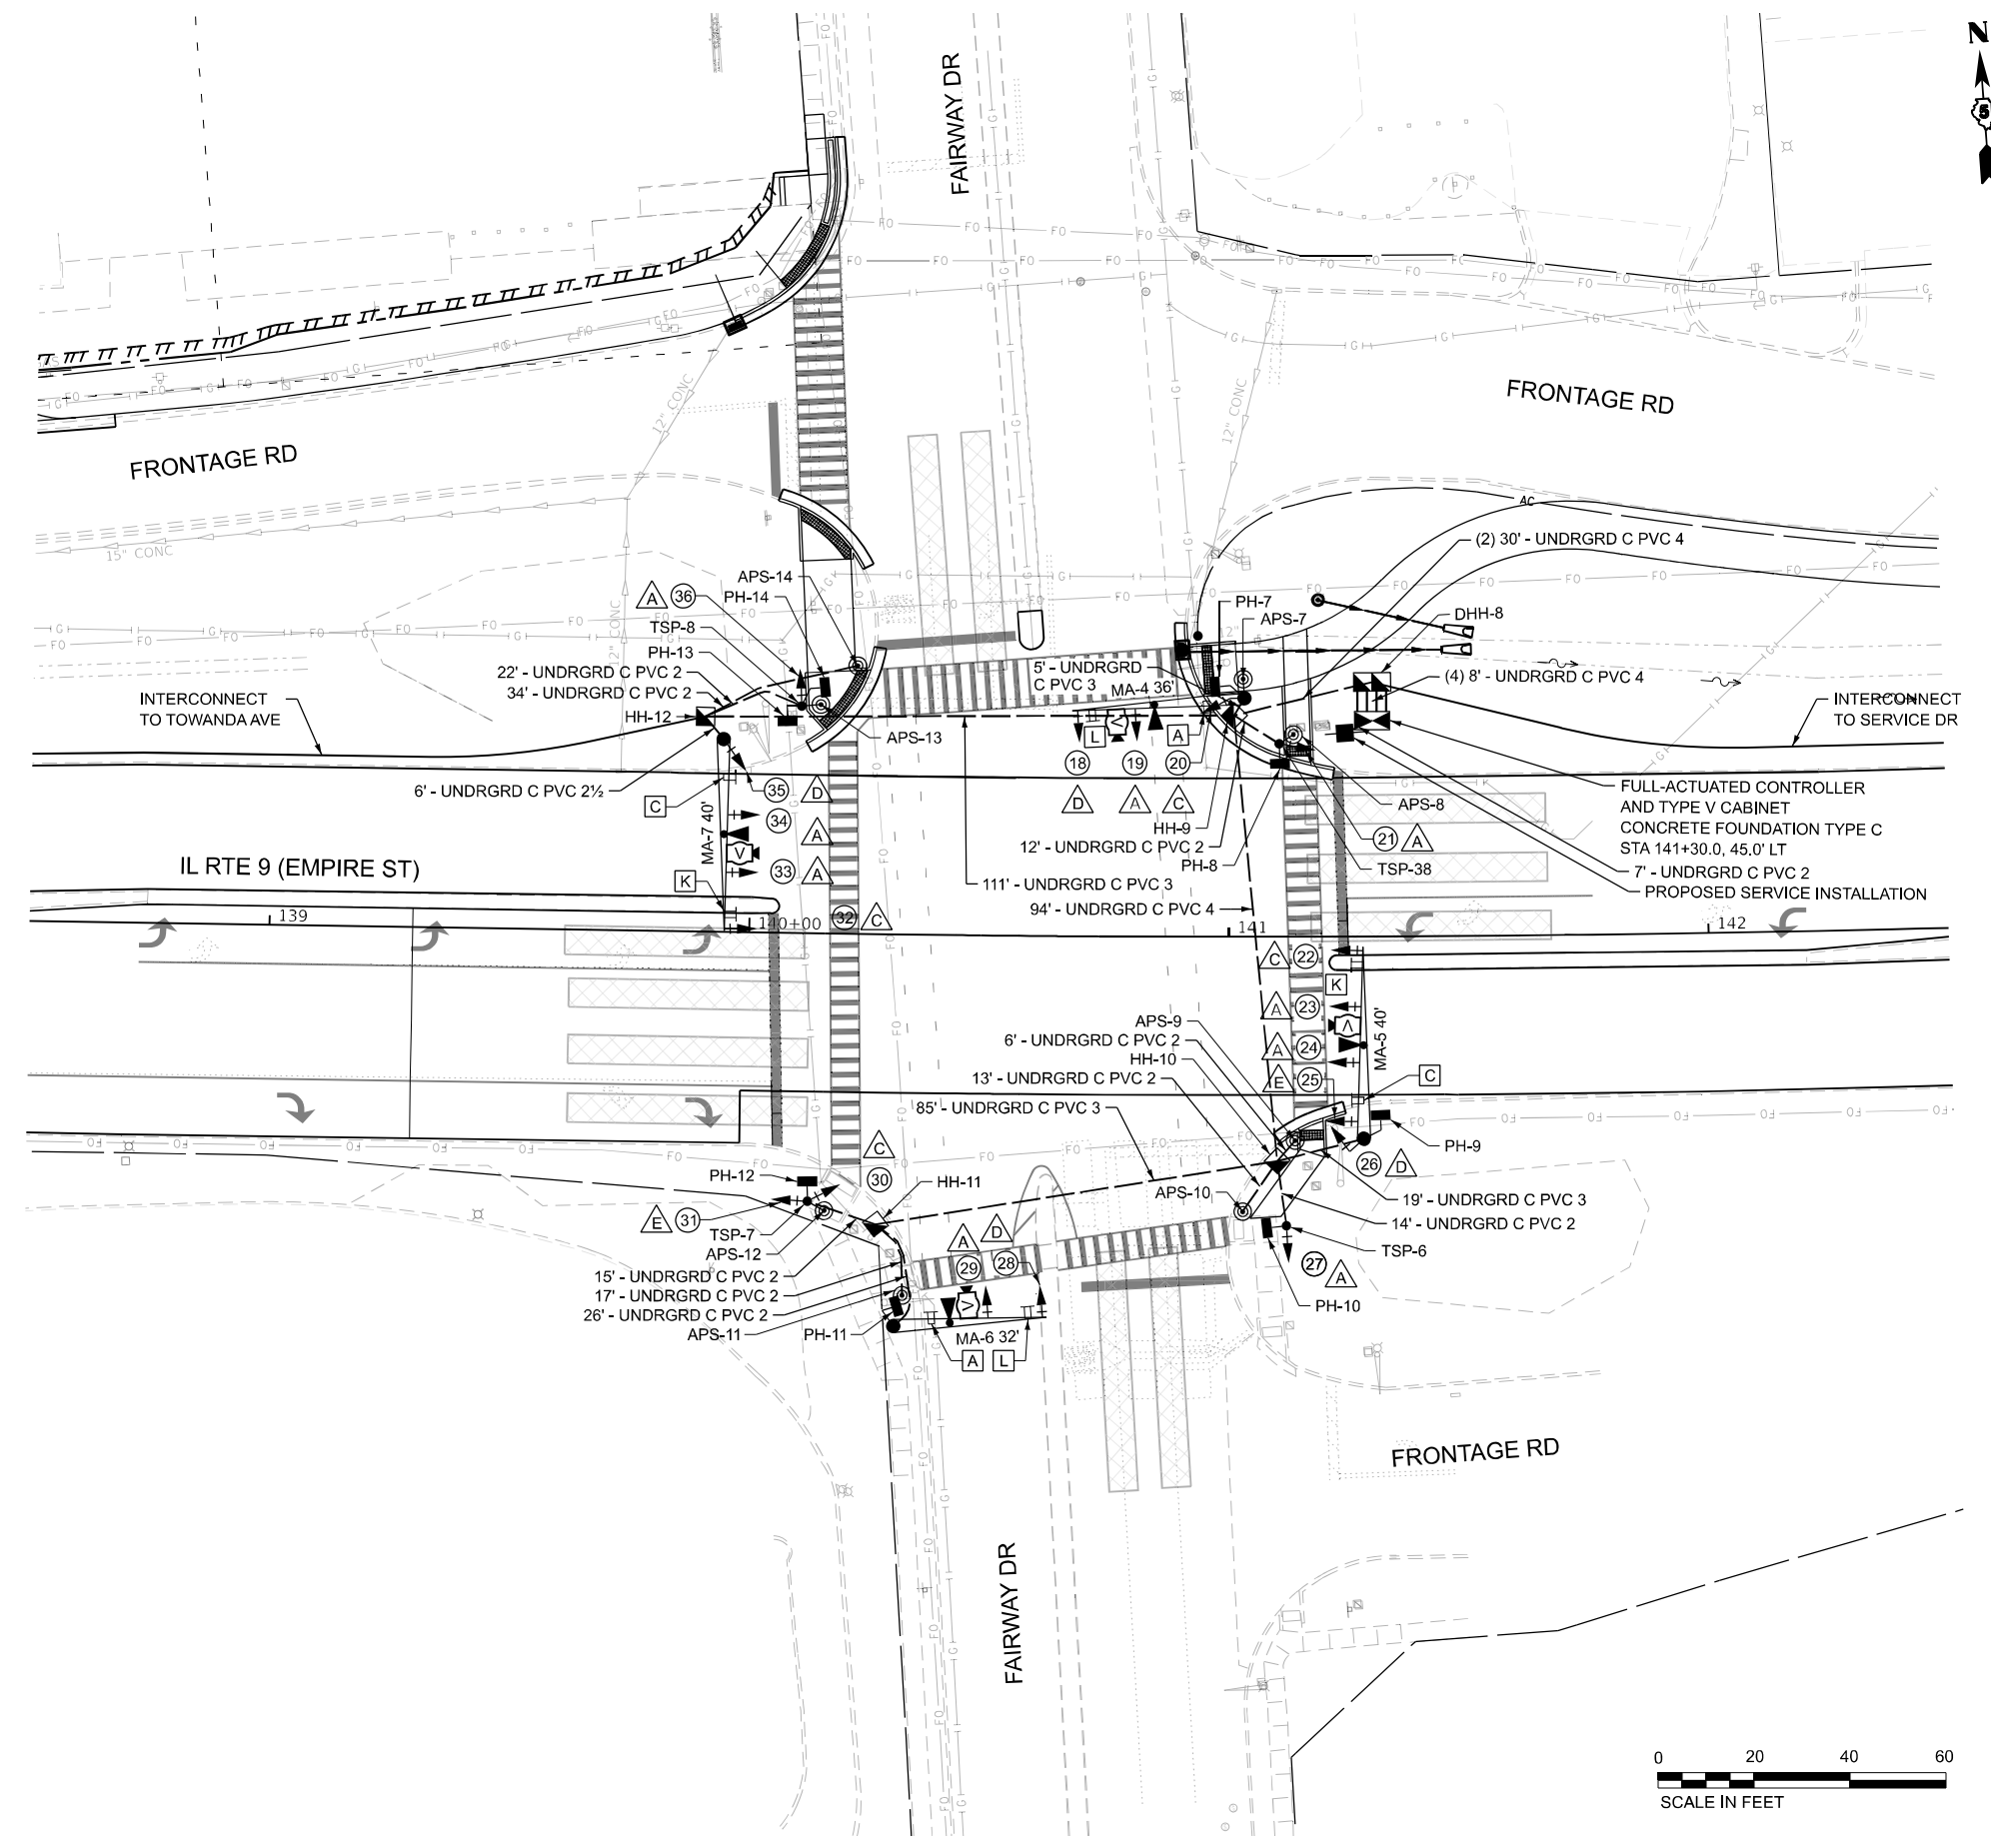 N
5
FAIRWAY DR
FRONTAGE RD
FRONTAGE RD
12" CONC
12" CONC
15" CONC
12" CONC
AC
(2) 30' - UNDRGRD C PVC 4
APS-14
PH-14
A 36
TSP-8
PH-13
22' - UNDRGRD C PVC 2
34' - UNDRGRD C PVC 2
HH-12
INTERCONNECT
TO TOWANDA AVE
6' - UNDRGRD C PVC 2½
APS-13
PH-7
APS-7
DHH-8
5' - UNDRGRD
C PVC 3
MA-4 36'
(4) 8' - UNDRGRD C PVC 4
INTERCONNECT
TO SERVICE DR
L
V
A
18
19
20
D
A
C
C
35 D
34
A
MA-7 40'
V
33 A
K
IL RTE 9 (EMPIRE ST)
HH-9
12' - UNDRGRD C PVC 2
PH-8
111' - UNDRGRD C PVC 3
94' - UNDRGRD C PVC 4
APS-8
21 A
TSP-38
FULL-ACTUATED CONTROLLER
AND TYPE V CABINET
CONCRETE FOUNDATION TYPE C
STA 141+30.0, 45.0' LT
7' - UNDRGRD C PVC 2
PROPOSED SERVICE INSTALLATION
139
140+00
32 C
141
142
C 22
K
A 23
V
MA-5 40'
A 24
E 25
C
APS-9
6' - UNDRGRD C PVC 2
HH-10
13' - UNDRGRD C PVC 2
85' - UNDRGRD C PVC 3
PH-9
26 D
C
30
PH-12
HH-11
APS-10
19' - UNDRGRD C PVC 3
14' - UNDRGRD C PVC 2
E 31
TSP-7
APS-12
TSP-6
A
D
29
28
27
A
15' - UNDRGRD C PVC 2
17' - UNDRGRD C PVC 2
26' - UNDRGRD C PVC 2
APS-11
PH-11
V
MA-6 32'
A
L
PH-10
FRONTAGE RD
FAIRWAY DR
0 20 40 60
SCALE IN FEET